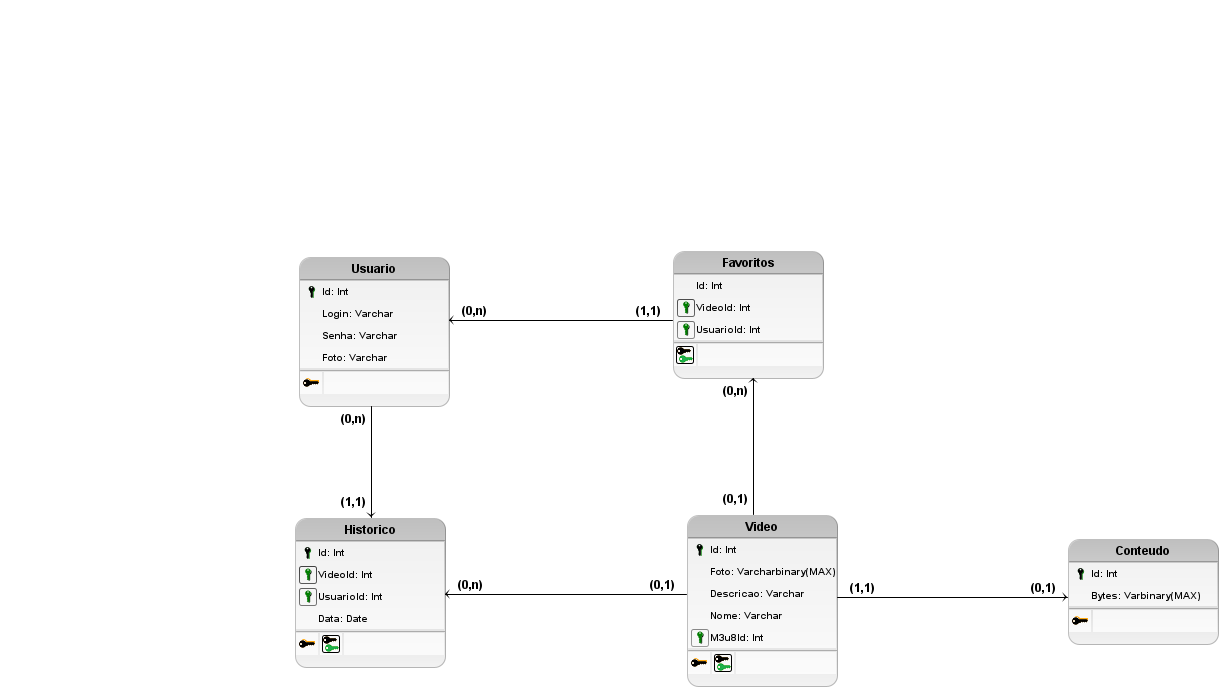 Usuario
Id: Int
Login: Varchar
Senha: Varchar
Foto: Varchar
Favoritos
Id: Int
VideoId: Int
UsuarioId: Int
(0,n)
(1,1)
(0,n)
(1,1)
(0,n)
(0,1)
Historico
Id: Int
VideoId: Int
UsuarioId: Int
Data: Date
(0,n)
(0,1)
Video
Id: Int
Foto: Varcharbinary(MAX)
Descricao: Varchar
Nome: Varchar
M3u8Id: Int
(1,1)
(0,1)
Conteudo
Id: Int
Bytes: Varbinary(MAX)